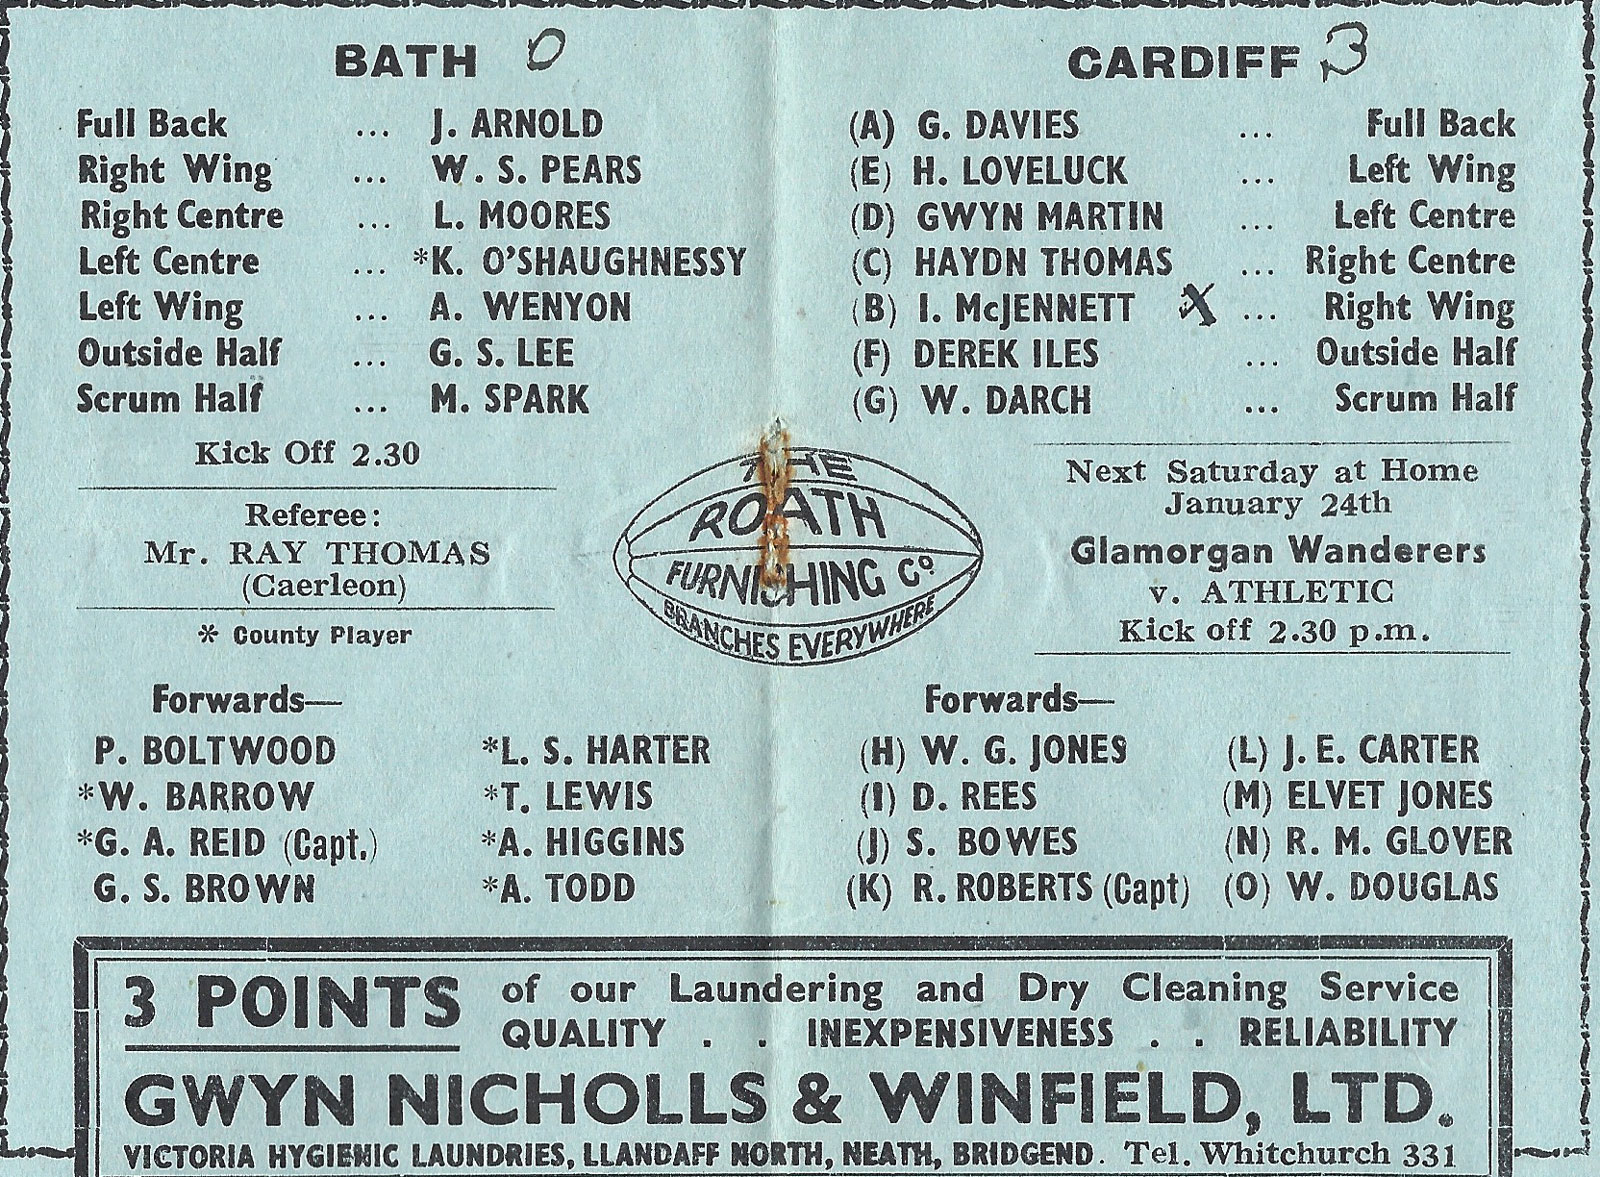 BATH 0
Full Back ... J. ARNOLD
Right Wing ... W. S. PEARS
Right Centre ... L. MOORES
Left Centre ... *K. O'SHAUGHNESSY
Left Wing ... A. WENYON
Outside Half ... G. S. LEE
Scrum Half ... M. SPARK
Kick Off 2.30
Referee:
Mr. RAY THOMAS
(Caerleon)
* County Player
Forwards—
P. BOLTWOOD *L. S. HARTER
*W. BARROW *T. LEWIS
*G. A. REID (Capt.) *A. HIGGINS
G. S. BROWN *A. TODD
THE
ROATH
FURNISHING Co.
BRANCHES EVERYWHERE
CARDIFF 3
(A) G. DAVIES ... Full Back
(E) H. LOVELUCK ... Left Wing
(D) GWYN MARTIN ... Left Centre
(C) HAYDN THOMAS ... Right Centre
(B) I. McJENNETT X ... Right Wing
(F) DEREK ILES ... Outside Half
(G) W. DARCH ... Scrum Half
Next Saturday at Home
January 24th
Glamorgan Wanderers
v. ATHLETIC
Kick off 2.30 p.m.
Forwards—
(H) W. G. JONES (L) J. E. CARTER
(I) D. REES (M) ELVET JONES
(J) S. BOWES (N) R. M. GLOVER
(K) R. ROBERTS (Capt) (O) W. DOUGLAS
3 POINTS of our Laundering and Dry Cleaning Service
QUALITY . . INEXPENSIVENESS . . RELIABILITY
GWYN NICHOLLS & WINFIELD, LTD.
VICTORIA HYGIENIC LAUNDRIES, LLANDAFF NORTH, NEATH, BRIDGEND. Tel. Whitchurch 331